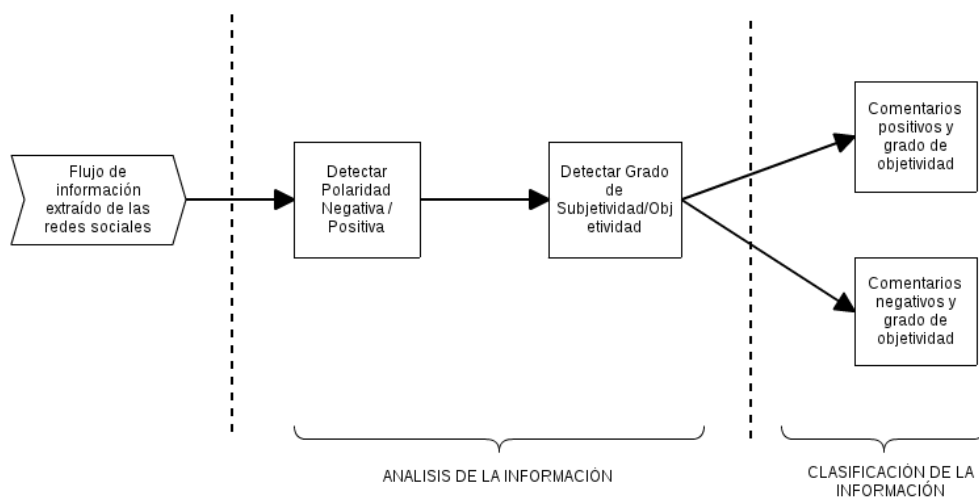 Flujo de
información
extraído de las
redes sociales
Detectar
Polaridad
Negativa /
Positiva
Detectar Grado
de
Subjetividad/Obj
etividad
Comentarios
positivos y
grado de
objetividad
Comentarios
negativos y
grado de
objetividad
ANALISIS DE LA INFORMACIÓN
CLASIFICACIÓN DE LA
INFORMACIÓN